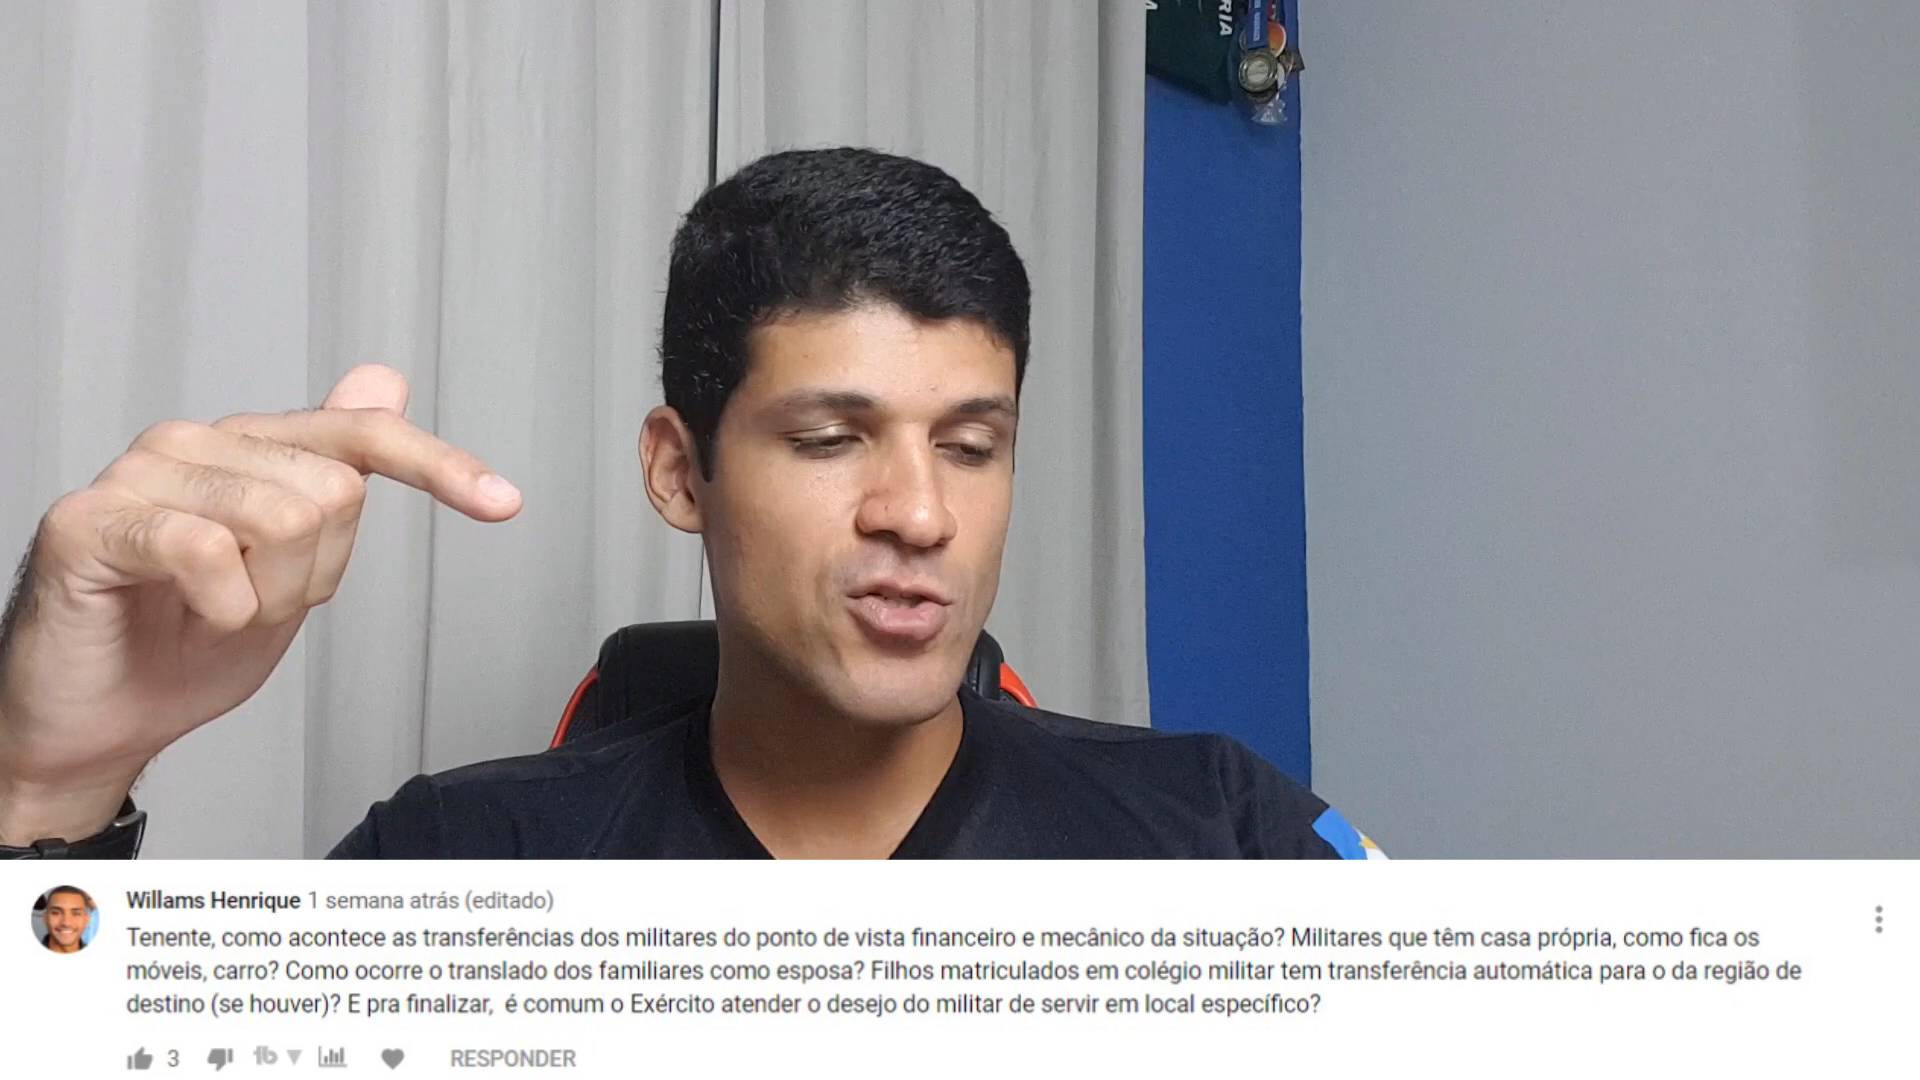 RIA
Willams Henrique 1 semana atrás (editado)
Tenente, como acontece as transferências dos militares do ponto de vista financeiro e mecânico da situação? Militares que têm casa própria, como fica os
móveis, carro? Como ocorre o translado dos familiares como esposa? Filhos matriculados em colégio militar tem transferência automática para o da região de
destino (se houver)? E pra finalizar, é comum o Exército atender o desejo do militar de servir em local específico?
3 RESPONDER